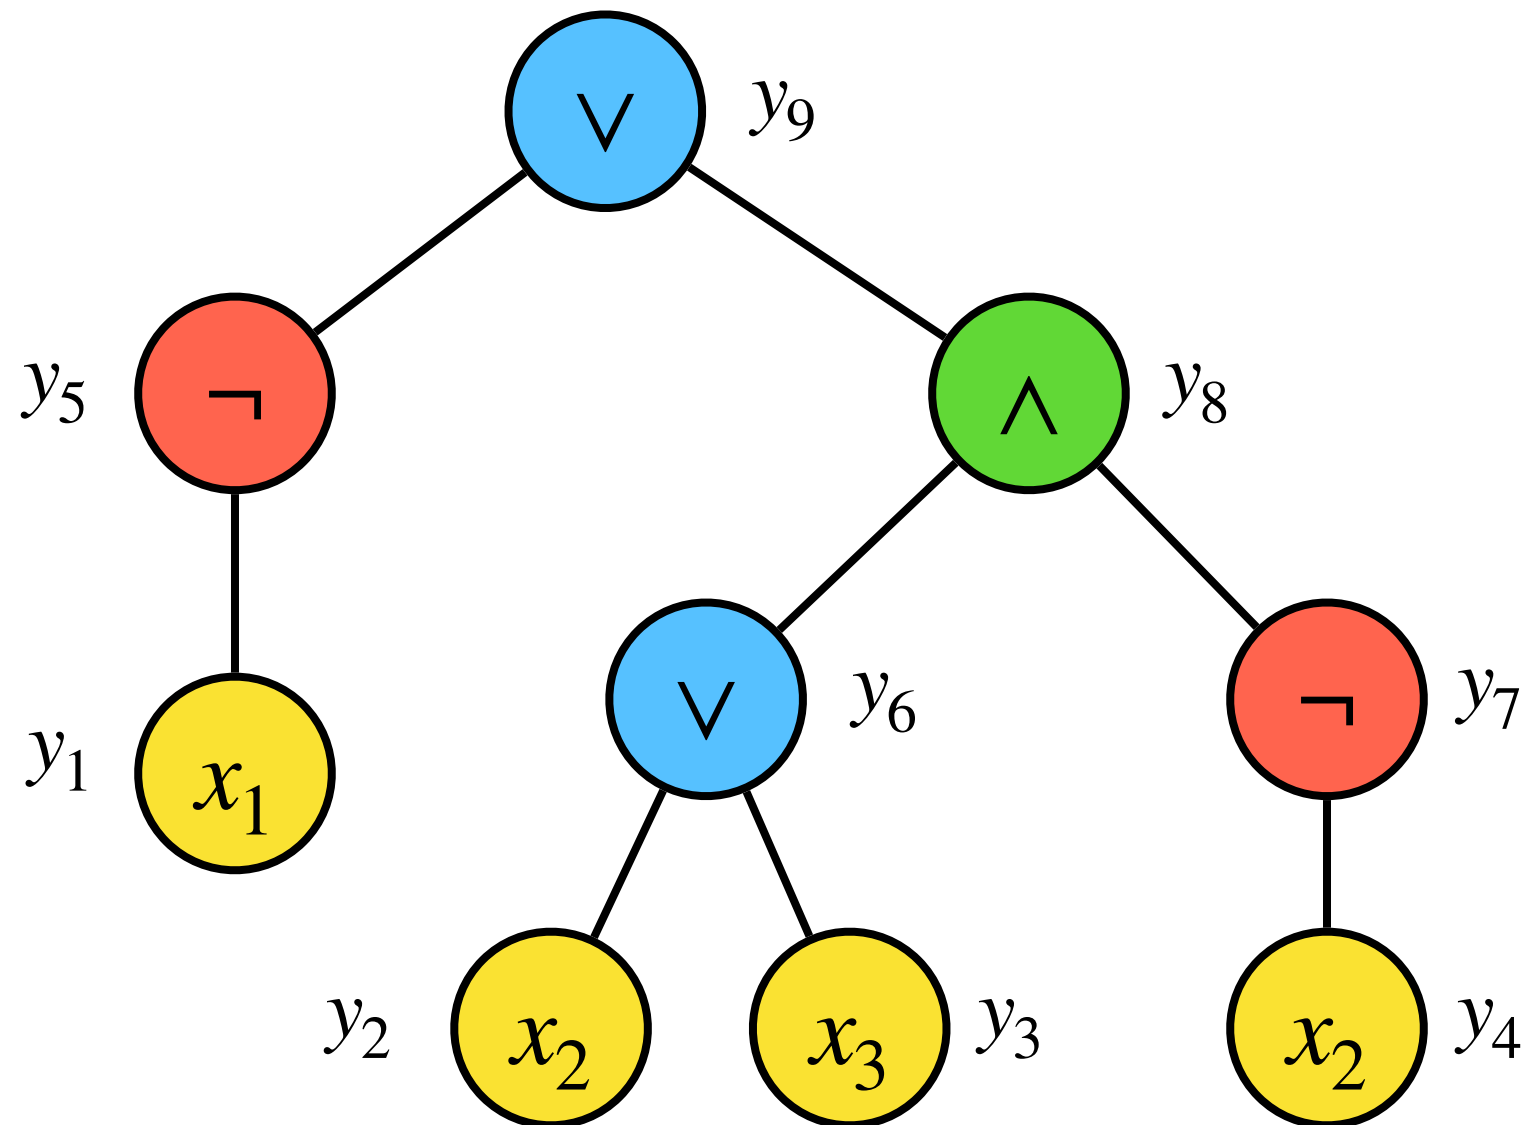 ∨ y₉
y₅ ¬ ∧ y₈
∨ y₆ ¬ y₇
y₁ x₁
y₂ x₂ x₃ y₃ x₂ y₄